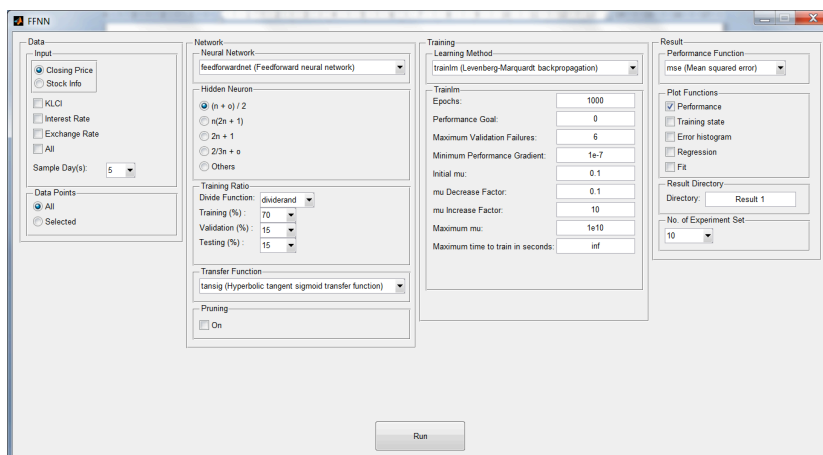 FFNN
Data
Input
Closing Price
Stock Info
KLCI
Interest Rate
Exchange Rate
All
Sample Day(s): 5
Data Points
All
Selected
Network
Neural Network
feedforwardnet (Feedforward neural network)
Hidden Neuron
(n + o) / 2
n(2n + 1)
2n + 1
2/3n + o
Others
Training Ratio
Divide Function: dividerand
Training (%) : 70
Validation (%) : 15
Testing (%) : 15
Transfer Function
tansig (Hyperbolic tangent sigmoid transfer function)
Pruning
On
Training
Learning Method
trainlm (Levenberg-Marquardt backpropagation)
Trainlm
Epochs: 1000
Performance Goal: 0
Maximum Validation Failures: 6
Minimum Performance Gradient: 1e-7
Initial mu: 0.1
mu Decrease Factor: 0.1
mu Increase Factor: 10
Maximum mu: 1e10
Maximum time to train in seconds: inf
Result
Performance Function
mse (Mean squared error)
Plot Functions
Performance
Training state
Error histogram
Regression
Fit
Result Directory
Directory: Result 1
No. of Experiment Set
10
Run